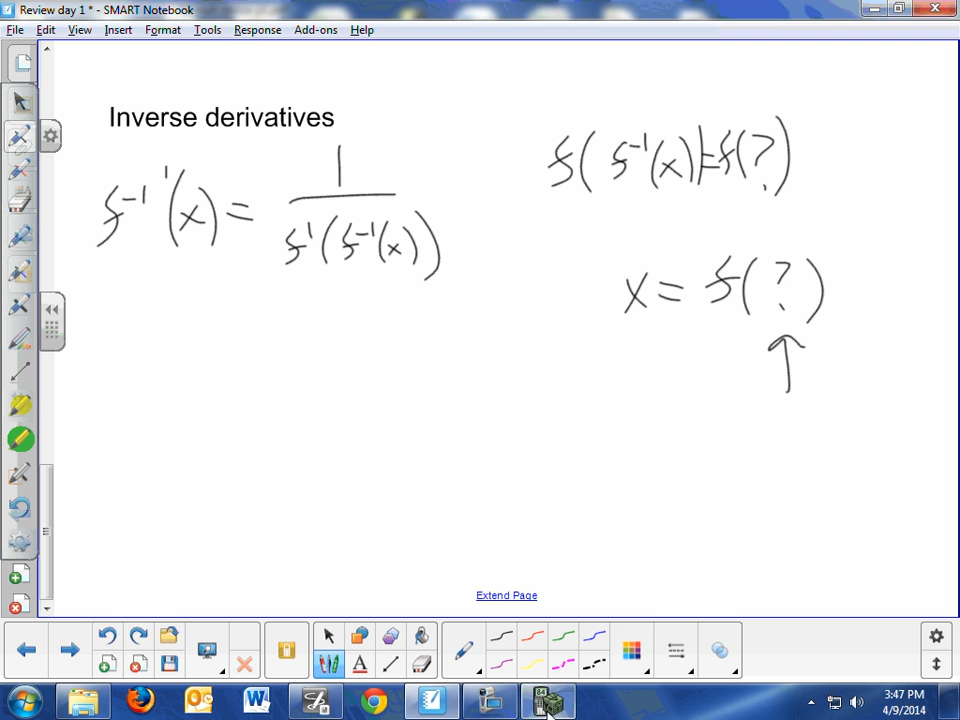 Review day 1 * - SMART Notebook
File Edit View Insert Format Tools Response Add-ons Help
Inverse derivatives
f⁻¹'(x) = 1 / f'(f⁻¹(x))
f(f⁻¹(x)) = f(?)
x = f(?)
Extend Page
3:47 PM
4/9/2014